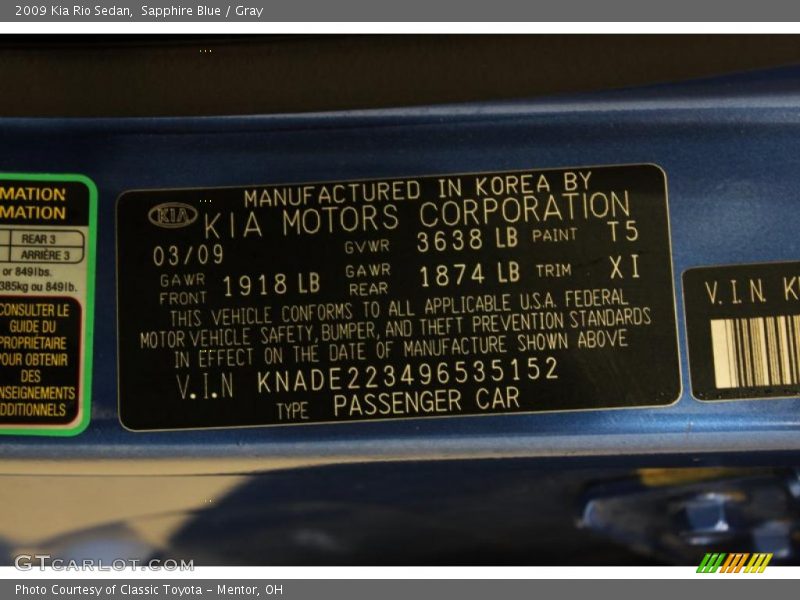 2009 Kia Rio Sedan, Sapphire Blue / Gray
MATION
MATION
REAR 3
ARRIÈRE 3
or 849lbs.
385kg ou 849lb.
CONSULTER LE
GUIDE DU
PROPRIÉTAIRE
POUR OBTENIR
DES
NSEIGNEMENTS
DDITIONNELS
KIA
MANUFACTURED IN KOREA BY
KIA MOTORS CORPORATION
03/09 GVWR 3638 LB PAINT T5
GAWR FRONT 1918 LB GAWR REAR 1874 LB TRIM XI
THIS VEHICLE CONFORMS TO ALL APPLICABLE U.S.A. FEDERAL
MOTOR VEHICLE SAFETY, BUMPER, AND THEFT PREVENTION STANDARDS
IN EFFECT ON THE DATE OF MANUFACTURE SHOWN ABOVE
V.I.N KNADE223496535152
TYPE PASSENGER CAR
V.I.N. KN
GTCARLOT.COM
Photo Courtesy of Classic Toyota - Mentor, OH